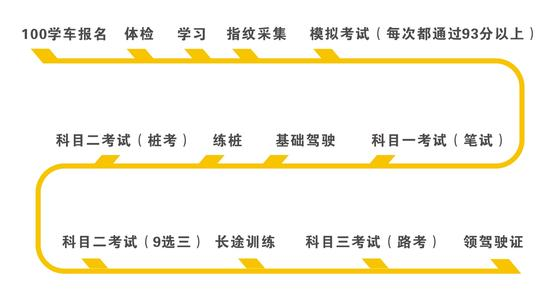 100学车报名 体检 学习 指纹采集 模拟考试（每次都通过93分以上）
科目二考试（桩考） 练桩 基础驾驶 科目一考试（笔试）
科目二考试（9选三） 长途训练 科目三考试（路考） 领驾驶证